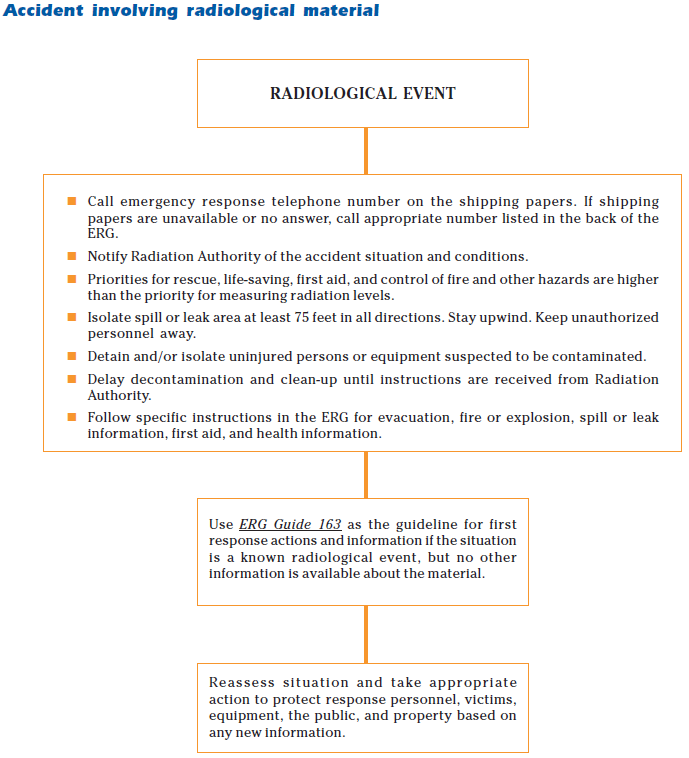 Accident involving radiological material
RADIOLOGICAL EVENT
■ Call emergency response telephone number on the shipping papers. If shipping
papers are unavailable or no answer, call appropriate number listed in the back of the
ERG.
■ Notify Radiation Authority of the accident situation and conditions.
■ Priorities for rescue, life-saving, first aid, and control of fire and other hazards are higher
than the priority for measuring radiation levels.
■ Isolate spill or leak area at least 75 feet in all directions. Stay upwind. Keep unauthorized
personnel away.
■ Detain and/or isolate uninjured persons or equipment suspected to be contaminated.
■ Delay decontamination and clean-up until instructions are received from Radiation
Authority.
■ Follow specific instructions in the ERG for evacuation, fire or explosion, spill or leak
information, first aid, and health information.
Use ERG Guide 163 as the guideline for first
response actions and information if the situation
is a known radiological event, but no other
information is available about the material.
Reassess situation and take appropriate
action to protect response personnel, victims,
equipment, the public, and property based on
any new information.